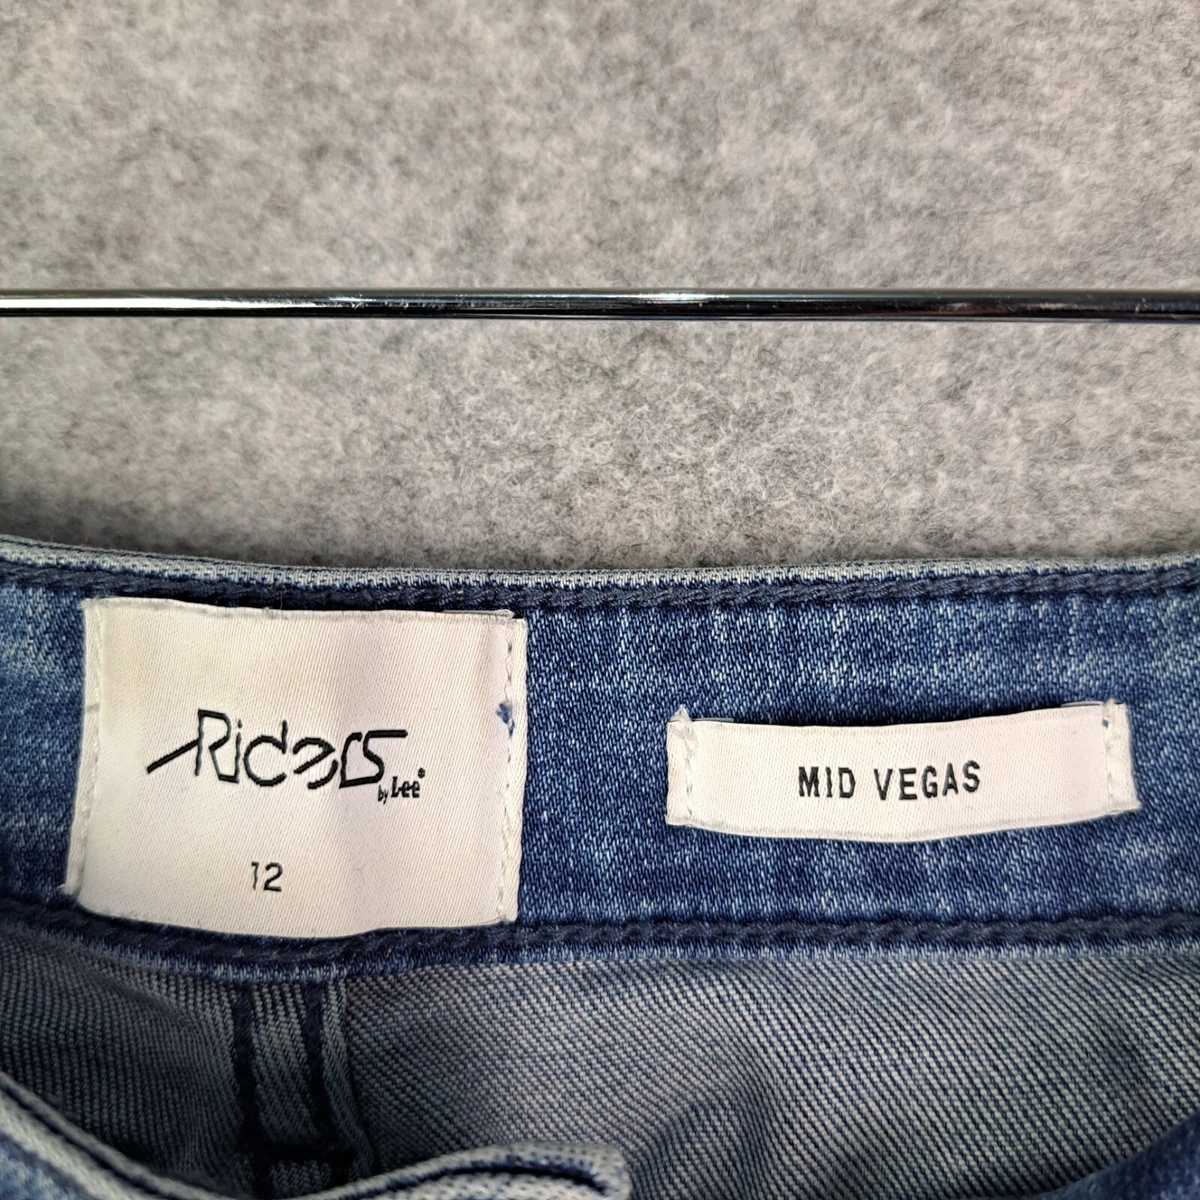 Riders
by Lee®
12
MID VEGAS